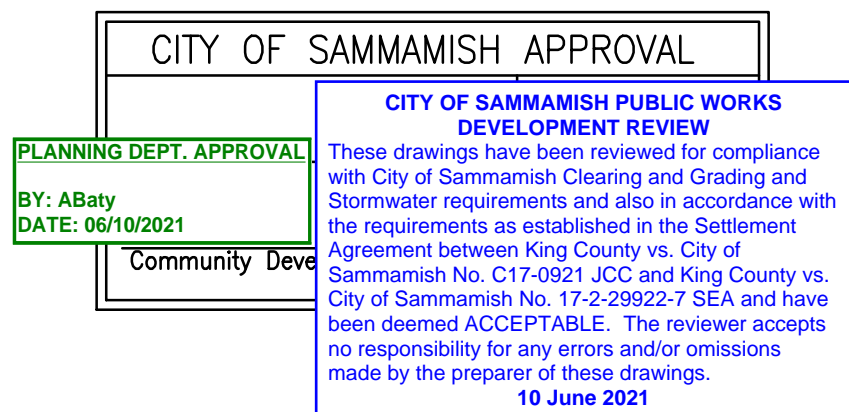 CITY OF SAMMAMISH APPROVAL
PLANNING DEPT. APPROVAL
BY: ABaty
DATE: 06/10/2021
Community Deve
CITY OF SAMMAMISH PUBLIC WORKS
DEVELOPMENT REVIEW
These drawings have been reviewed for compliance
with City of Sammamish Clearing and Grading and
Stormwater requirements and also in accordance with
the requirements as established in the Settlement
Agreement between King County vs. City of
Sammamish No. C17-0921 JCC and King County vs.
City of Sammamish No. 17-2-29922-7 SEA and have
been deemed ACCEPTABLE.  The reviewer accepts
no responsibility for any errors and/or omissions
made by the preparer of these drawings.
10 June 2021